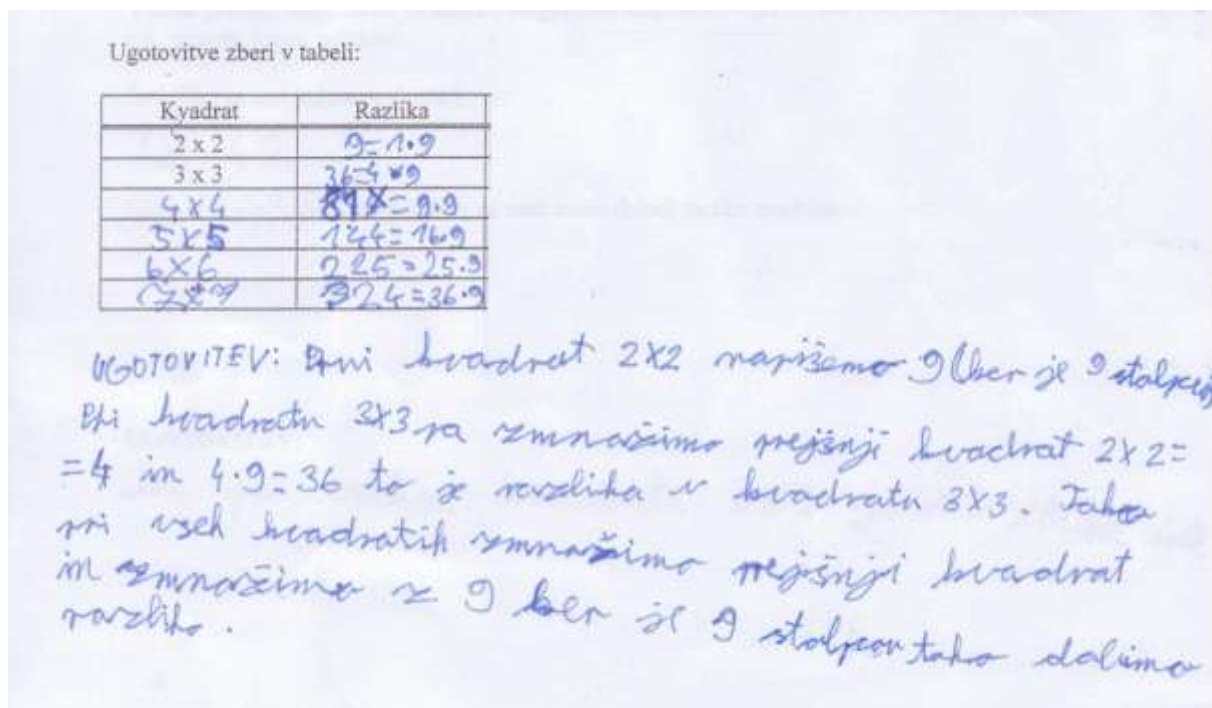 Ugotovitve zberi v tabeli:
Kvadrat Razlika
2 x 2 9=1·9
3 x 3 36=4·9
4x4 81=9·9
5x5 144=16·9
6x6 225=25·9
7x7 324=36·9
UGOTOVITEV: Prvi kvadrat 2x2 napišemo 9 (ker je 9 stolpcev)
Pri kvadratu 3x3 pa zmnožimo prejšnji kvadrat 2x2=
=4 in 4·9=36 to je razlika v kvadratu 3x3. Tako
pri vseh kvadratih zmnožimo prejšnji kvadrat
in zmnožimo z 9 ker je 9 stolpcev tako dobimo
razliko.